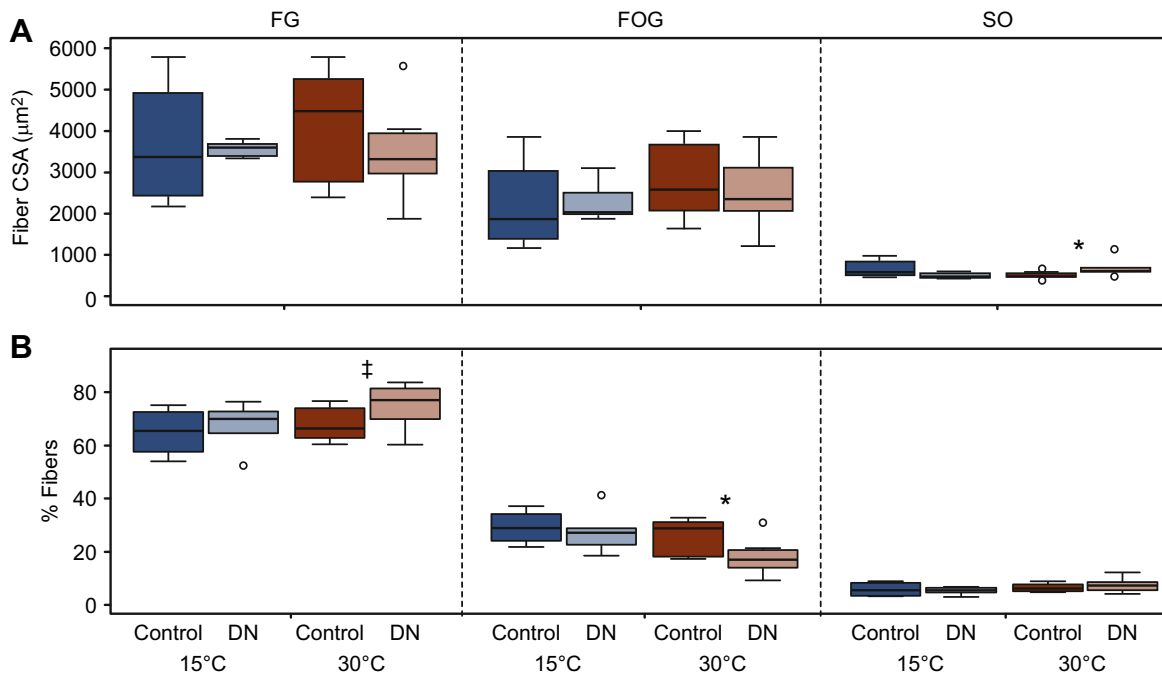 FG FOG SO
A
6000
5000
4000
3000
2000
1000
0
Fiber CSA (μm²)
*
B
80
60
40
20
0
% Fibers
‡
*
Control DN Control DN Control DN Control DN Control DN Control DN
15°C 30°C 15°C 30°C 15°C 30°C